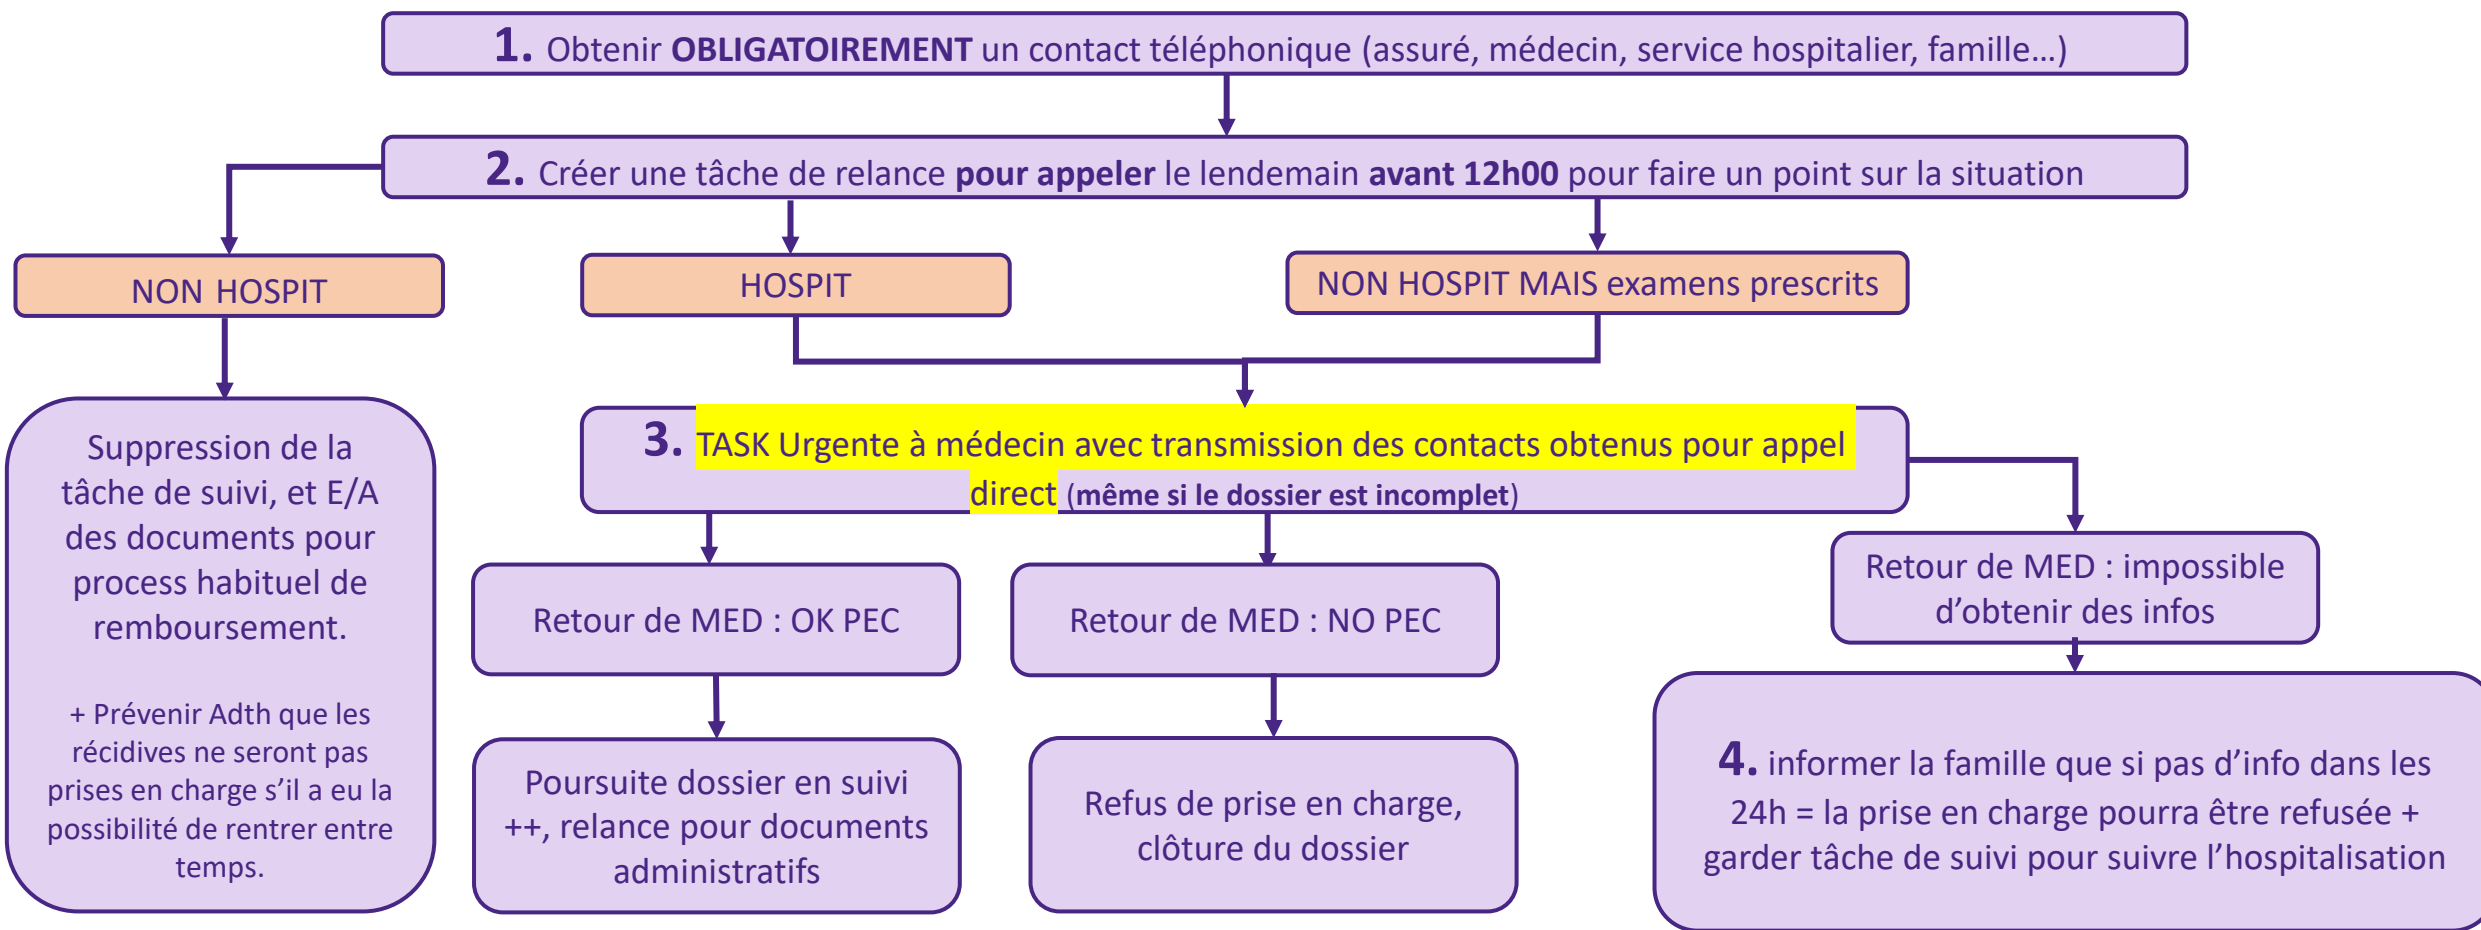 1. Obtenir OBLIGATOIREMENT un contact téléphonique (assuré, médecin, service hospitalier, famille…)
2. Créer une tâche de relance pour appeler le lendemain avant 12h00 pour faire un point sur la situation
NON HOSPIT
HOSPIT
NON HOSPIT MAIS examens prescrits
Suppression de la
tâche de suivi, et E/A
des documents pour
process habituel de
remboursement.
+ Prévenir Adth que les
récidives ne seront pas
prises en charge s’il a eu la
possibilité de rentrer entre
temps.
3. TASK Urgente à médecin avec transmission des contacts obtenus pour appel
direct (même si le dossier est incomplet)
Retour de MED : OK PEC
Retour de MED : NO PEC
Retour de MED : impossible
d’obtenir des infos
Poursuite dossier en suivi
++, relance pour documents
administratifs
Refus de prise en charge,
clôture du dossier
4. informer la famille que si pas d’info dans les
24h = la prise en charge pourra être refusée +
garder tâche de suivi pour suivre l’hospitalisation